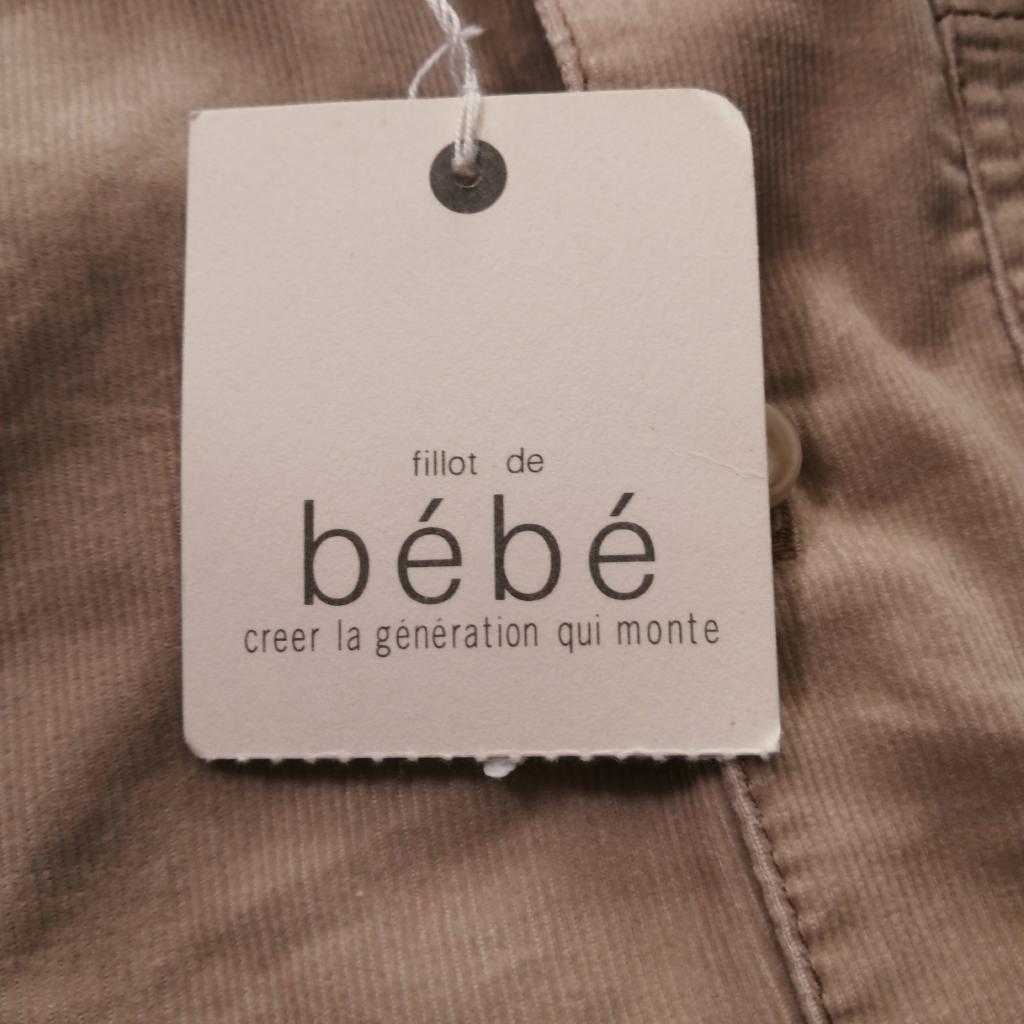 fillot de
bébé
creer la génération qui monte